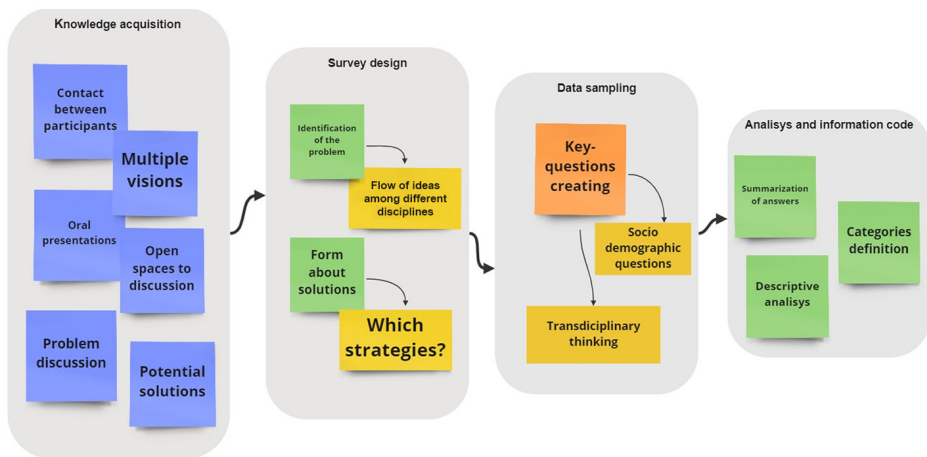 Knowledge acquisition
Contact
between
participants
Multiple
visions
Oral
presentations
Open
spaces to
discussion
Problem
discussion
Potential
solutions
Survey design
Identification
of the
problem
Flow of ideas
among different
disciplines
Form
about
solutions
Which
strategies?
Data sampling
Key-
questions
creating
Socio
demographic
questions
Transdiciplinary
thinking
Analisys and information code
Summarization
of answers
Categories
definition
Descriptive
analisys